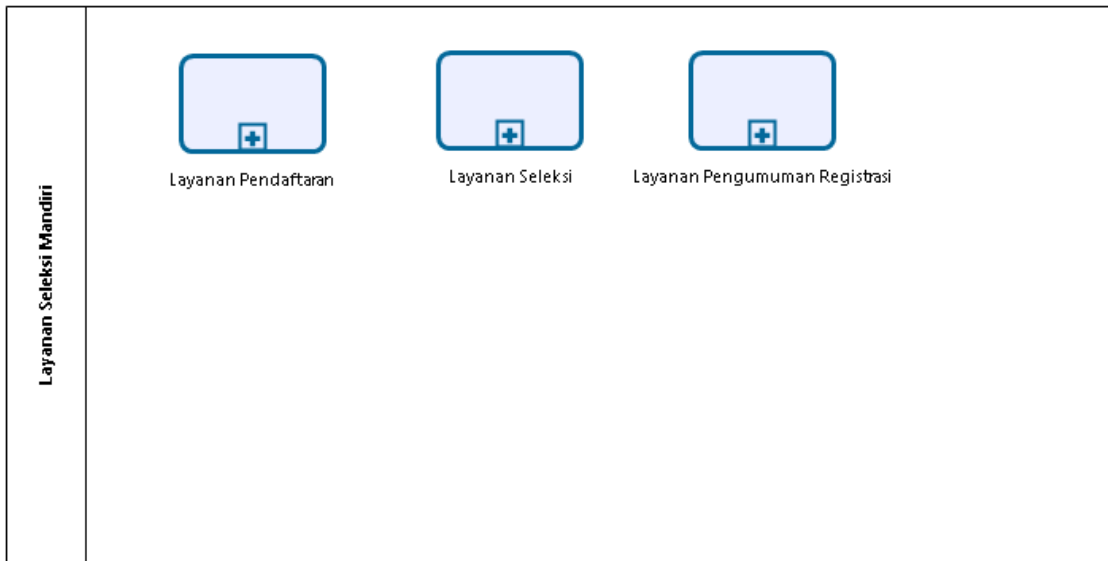 Layanan Seleksi Mandiri
Layanan Pendaftaran
Layanan Seleksi
Layanan Pengumuman Registrasi